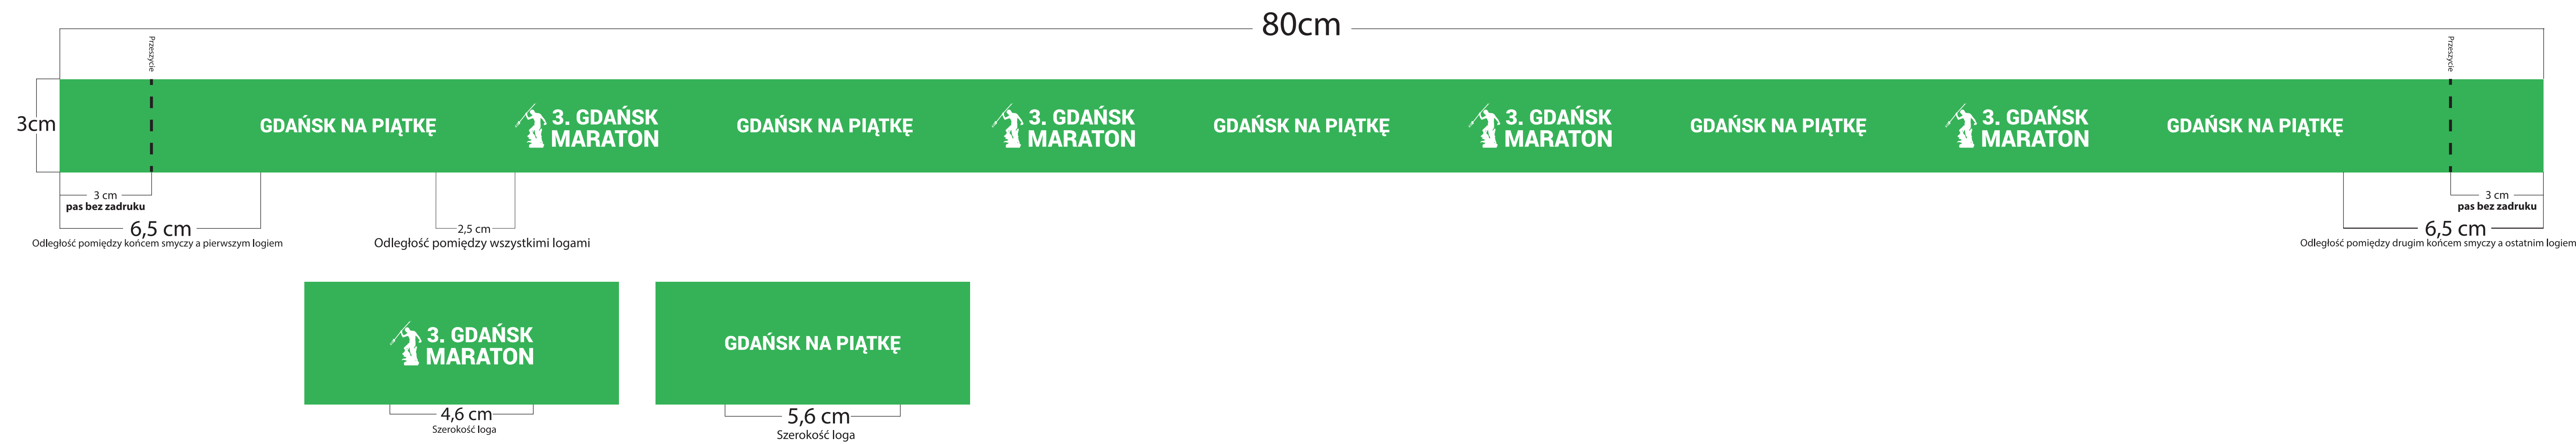 80cm
Przeszycie
Przeszycie
3cm
GDAŃSK NA PIĄTKĘ
3. GDAŃSK
MARATON
GDAŃSK NA PIĄTKĘ
3. GDAŃSK
MARATON
GDAŃSK NA PIĄTKĘ
3. GDAŃSK
MARATON
GDAŃSK NA PIĄTKĘ
3. GDAŃSK
MARATON
GDAŃSK NA PIĄTKĘ
3 cm
pas bez zadruku
6,5 cm
Odległość pomiędzy końcem smyczy a pierwszym logiem
2,5 cm
Odległość pomiędzy wszystkimi logami
3 cm
pas bez zadruku
6,5 cm
Odległość pomiędzy drugim końcem smyczy a ostatnim logiem
3. GDAŃSK
MARATON
4,6 cm
Szerokość loga
GDAŃSK NA PIĄTKĘ
5,6 cm
Szerokość loga